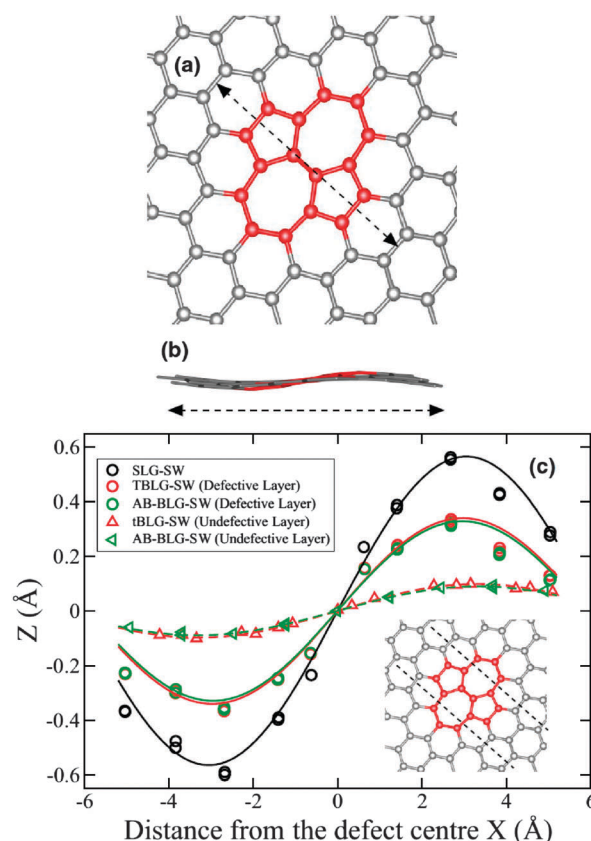 (a)
(b)
(c)
SLG-SW
TBLG-SW (Defective Layer)
AB-BLG-SW (Defective Layer)
tBLG-SW (Undefective Layer)
AB-BLG-SW (Undefective Layer)
0.6
0.4
0.2
0
-0.2
-0.4
-0.6
Z (Å)
-6 -4 -2 0 2 4 6
Distance from the defect centre X (Å)